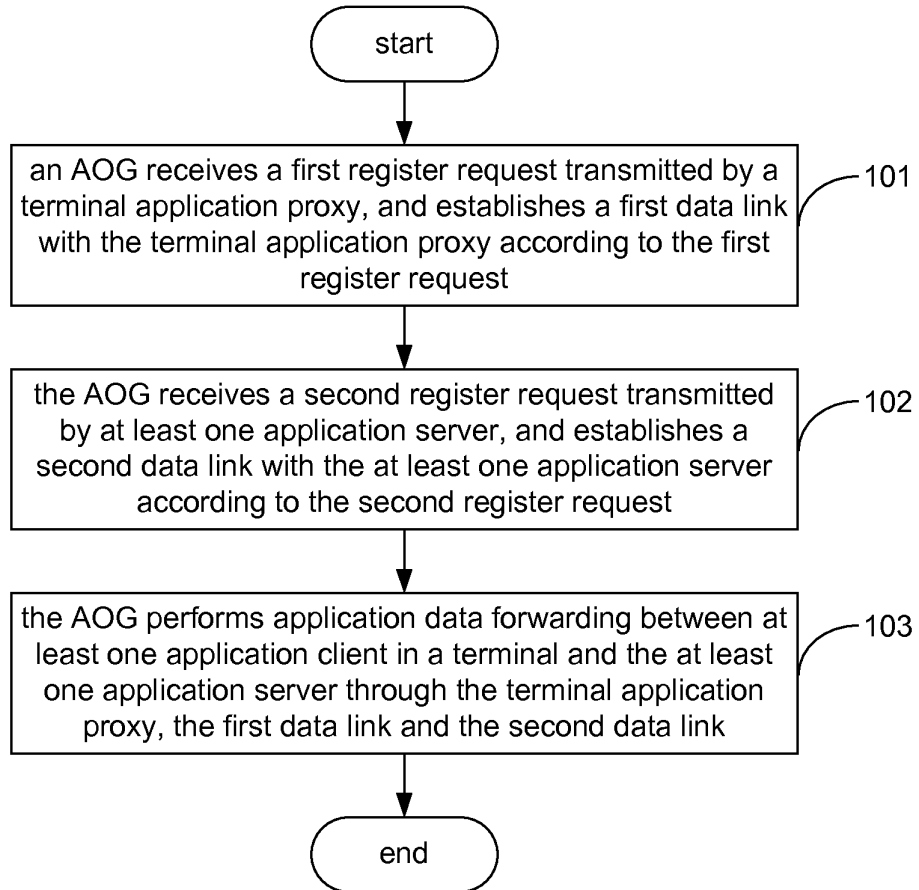 start
an AOG receives a first register request transmitted by a
terminal application proxy, and establishes a first data link
with the terminal application proxy according to the first
register request
101
the AOG receives a second register request transmitted
by at least one application server, and establishes a
second data link with the at least one application server
according to the second register request
102
the AOG performs application data forwarding between at
least one application client in a terminal and the at least
one application server through the terminal application
proxy, the first data link and the second data link
103
end